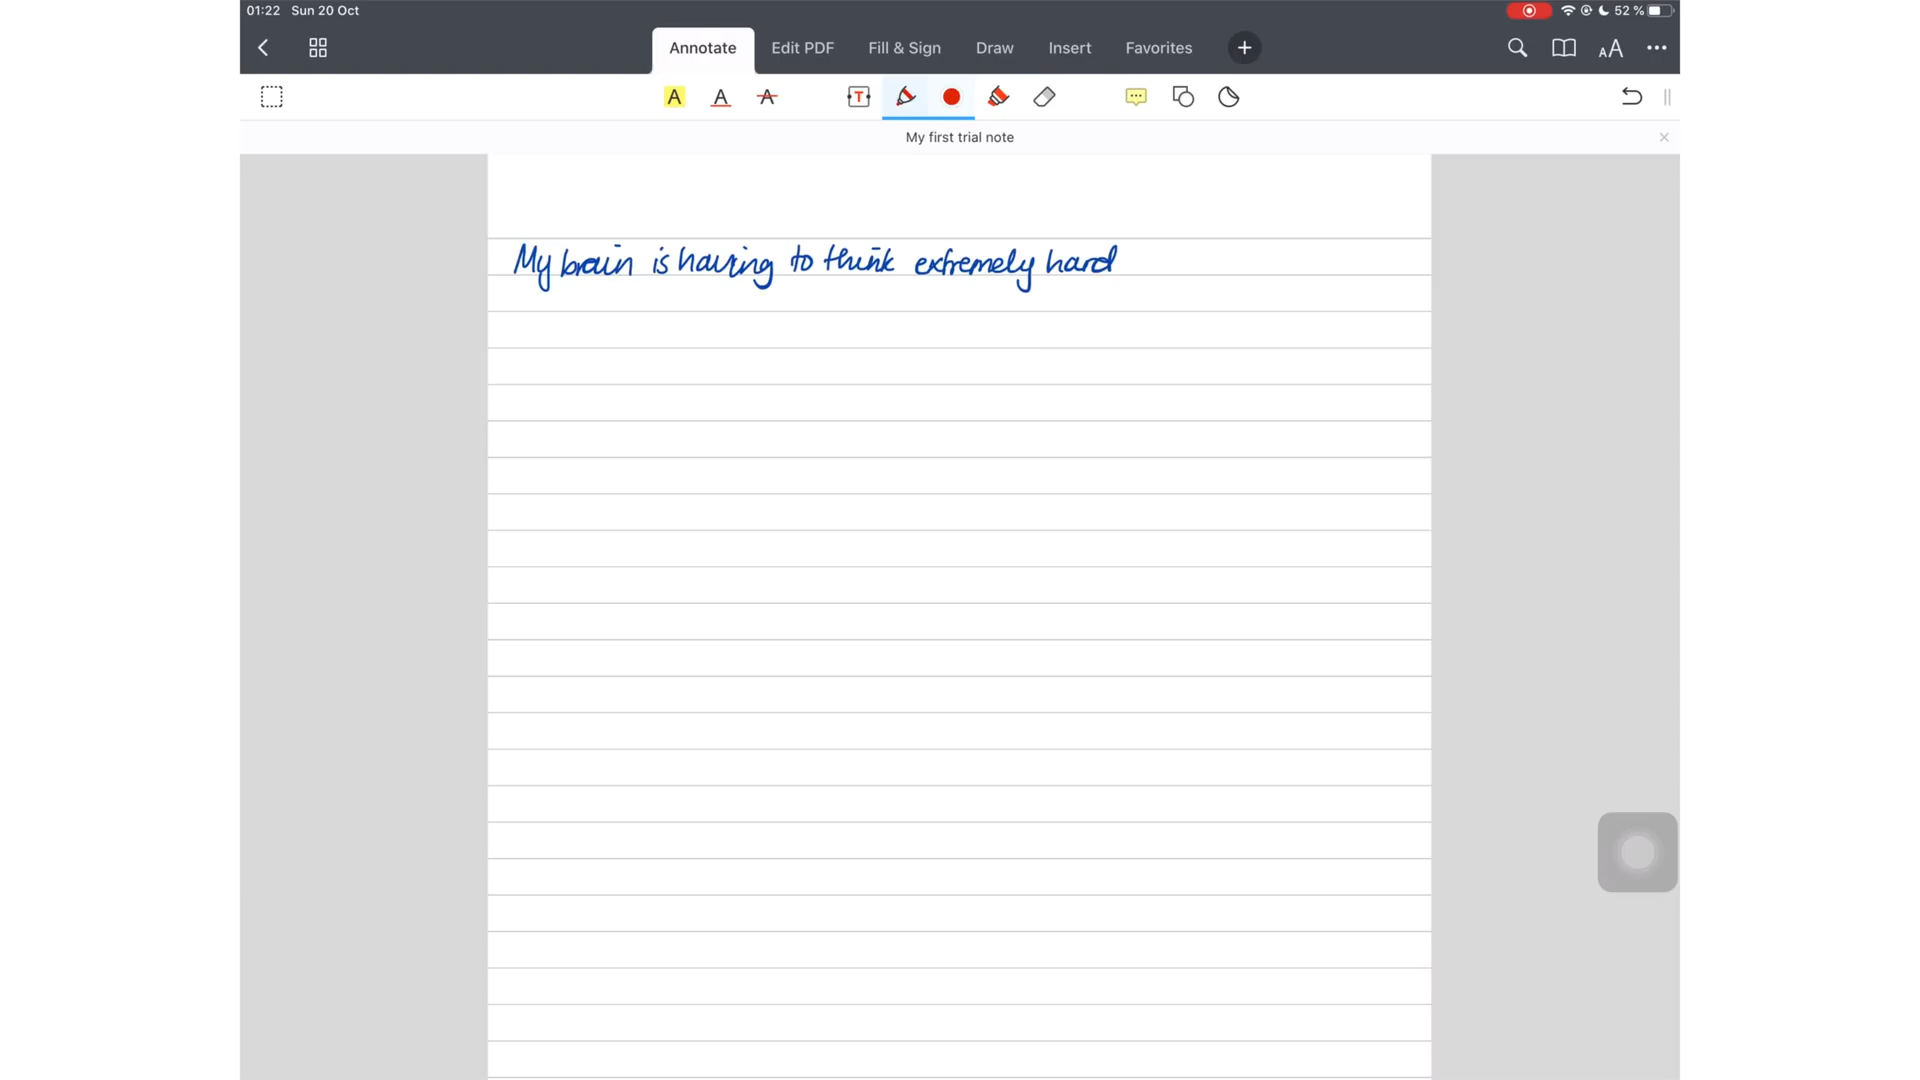 01:22 Sun 20 Oct 52 %
Annotate Edit PDF Fill & Sign Draw Insert Favorites AA
A A A T
My first trial note
My brain is having to think extremely hard